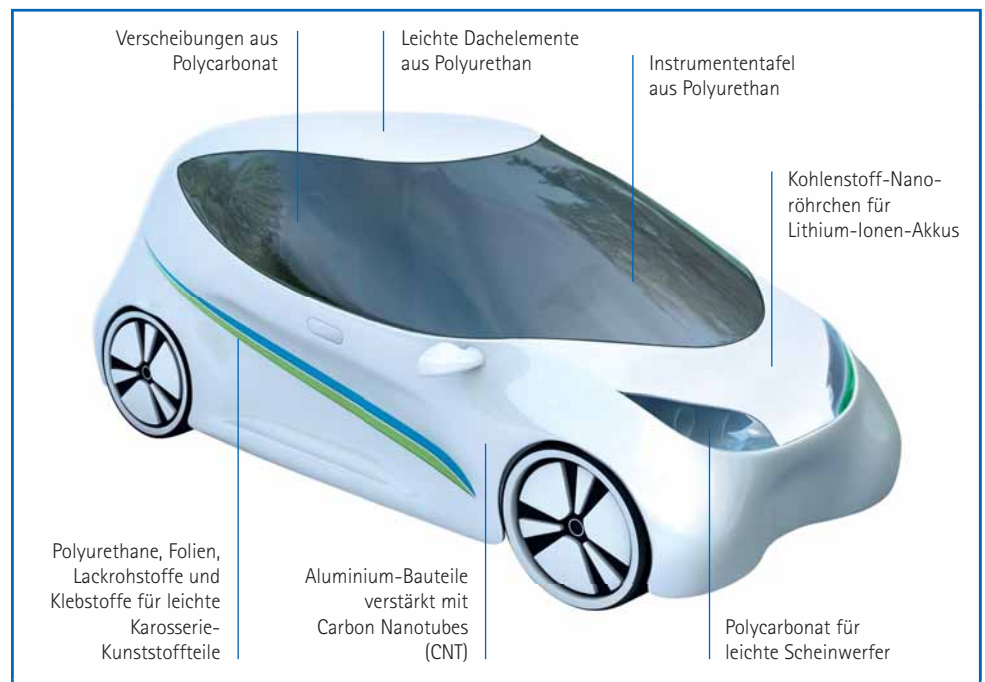 Verscheibungen aus
Polycarbonat
Leichte Dachelemente
aus Polyurethan
Instrumententafel
aus Polyurethan
Kohlenstoff-Nano-
röhrchen für
Lithium-Ionen-Akkus
Polyurethane, Folien,
Lackrohstoffe und
Klebstoffe für leichte
Karosserie-
Kunststoffteile
Aluminium-Bauteile
verstärkt mit
Carbon Nanotubes
(CNT)
Polycarbonat für
leichte Scheinwerfer